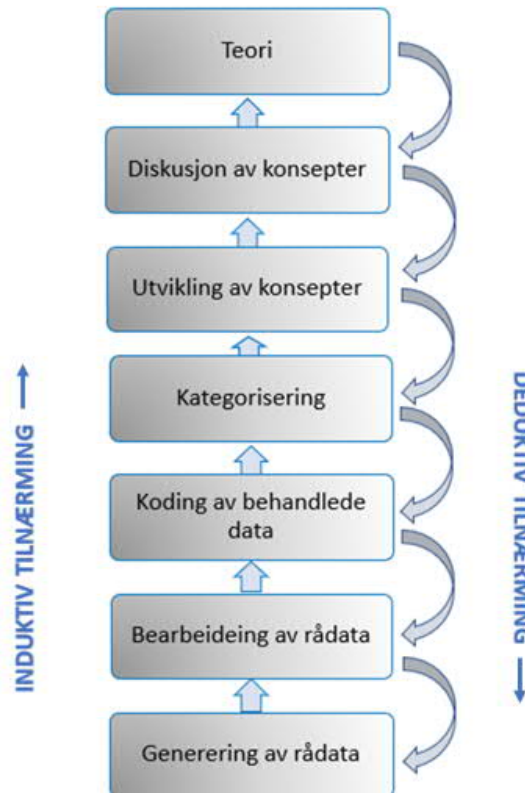 Teori
Diskusjon av konsepter
Utvikling av konsepter
Kategorisering
Koding av behandlede
data
Bearbeideing av rådata
Generering av rådata
INDUKTIV TILNÆRMING
DEDUKTIV TILNÆRMING